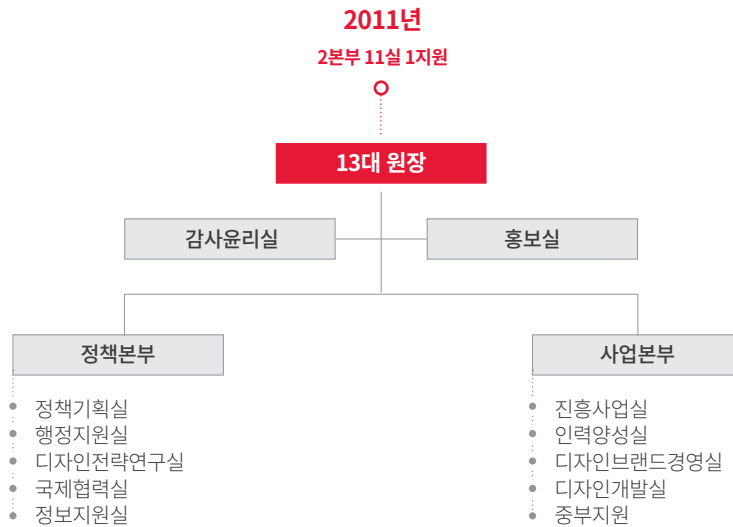 2011년
2본부 11실 1지원
13대 원장
감사윤리실
홍보실
정책본부
정책기획실
행정지원실
디자인전략연구실
국제협력실
정보지원실
사업본부
진흥사업실
인력양성실
디자인브랜드경영실
디자인개발실
중부지원